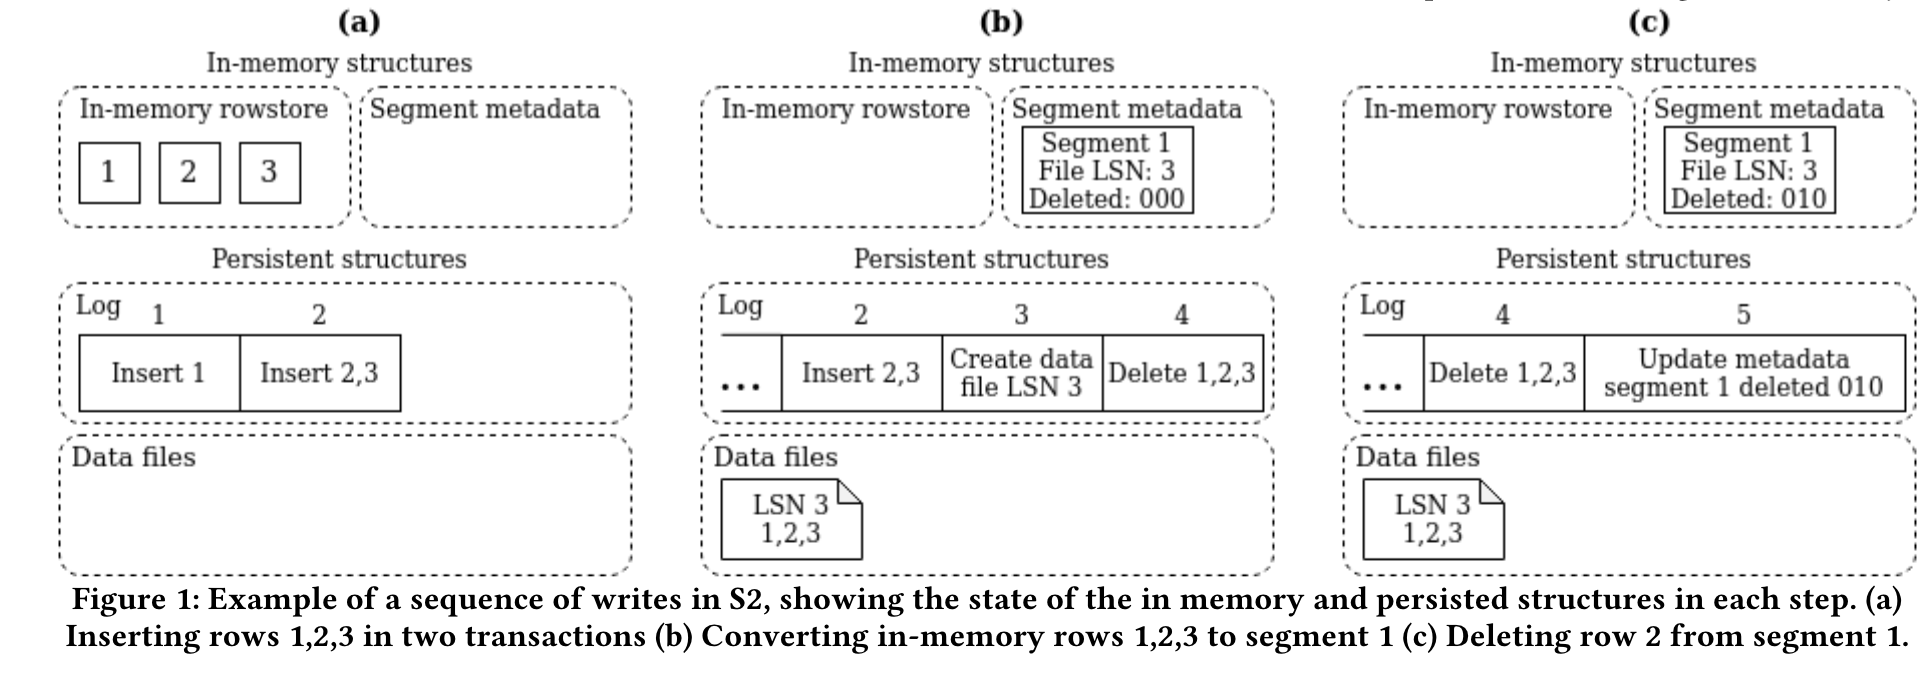 (a)
In-memory structures
In-memory rowstore
1 2 3
Segment metadata
Persistent structures
Log 1 2
Insert 1 Insert 2,3
Data files
(b)
In-memory structures
In-memory rowstore
Segment metadata
Segment 1
File LSN: 3
Deleted: 000
Persistent structures
Log 2 3 4
... Insert 2,3 Create data file LSN 3 Delete 1,2,3
Data files
LSN 3
1,2,3
(c)
In-memory structures
In-memory rowstore
Segment metadata
Segment 1
File LSN: 3
Deleted: 010
Persistent structures
Log 4 5
... Delete 1,2,3 Update metadata segment 1 deleted 010
Data files
LSN 3
1,2,3
Figure 1: Example of a sequence of writes in S2, showing the state of the in memory and persisted structures in each step. (a)
Inserting rows 1,2,3 in two transactions (b) Converting in-memory rows 1,2,3 to segment 1 (c) Deleting row 2 from segment 1.